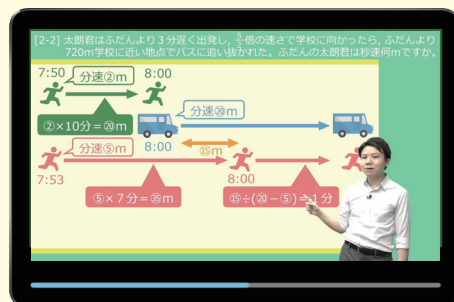 [2-2] 太朗君はふだんより3分遅く出発し、5/2倍の速さで学校に向かったら、ふだんより
720m学校に近い地点でバスに追い抜かれた。ふだんの太朗君は秒速何mですか。
7:50 分速②m 8:00
②×10分=⑳m
分速⑳m
8:00
⑮m
分速⑤m
7:53
8:00
⑤×7分=㉟m
⑮÷(⑳-⑤)=1分